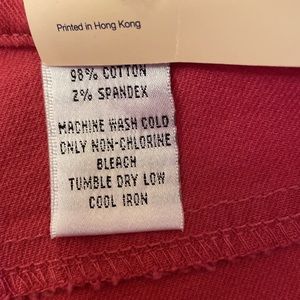 Printed in Hong Kong
98% COTTON
2% SPANDEX
MACHINE WASH COLD
ONLY NON-CHLORINE
BLEACH
TUMBLE DRY LOW
COOL IRON